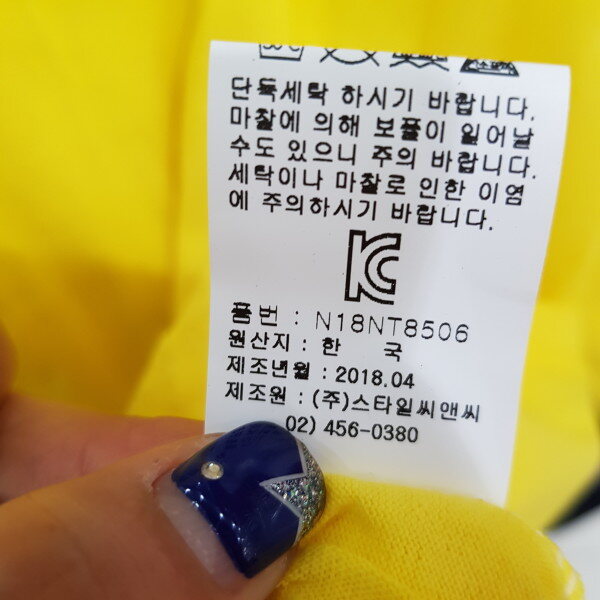 단독세탁 하시기 바랍니다.
마찰에 의해 보풀이 일어날
수도 있으니 주의 바랍니다.
세탁이나 마찰로 인한 이염
에 주의하시기 바랍니다.
KC
품번 : N18NT8506
원산지 : 한 국
제조년월 : 2018.04
제조원 : (주)스타일씨앤씨
02) 456-0380